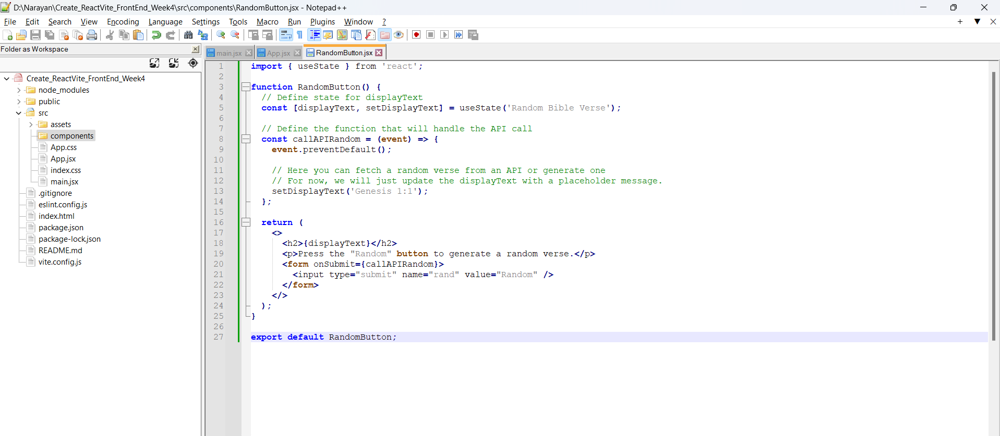 D:\Narayan\Create_ReactVite_FrontEnd_Week4\src\components\RandomButton.jsx - Notepad++
File Edit Search View Encoding Language Settings Tools Macro Run Plugins Window ?
Folder as Workspace
Create_ReactVite_FrontEnd_Week4
node_modules
public
src
assets
components
App.css
App.jsx
index.css
main.jsx
.gitignore
eslint.config.js
index.html
package.json
package-lock.json
README.md
vite.config.js
main.jsx App.jsx RandomButton.jsx
1 import { useState } from 'react';
2
3 function RandomButton() {
4 // Define state for displayText
5 const [displayText, setDisplayText] = useState('Random Bible Verse');
6
7 // Define the function that will handle the API call
8 const callAPIRandom = (event) => {
9 event.preventDefault();
10
11 // Here you can fetch a random verse from an API or generate one
12 // For now, we will just update the displayText with a placeholder message.
13 setDisplayText('Genesis 1:1');
14 };
15
16 return (
17 <>
18 <h2>{displayText}</h2>
19 <p>Press the "Random" button to generate a random verse.</p>
20 <form onSubmit={callAPIRandom}>
21 <input type="submit" name="rand" value="Random" />
22 </form>
23 </>
24 );
25 }
26
27 export default RandomButton;